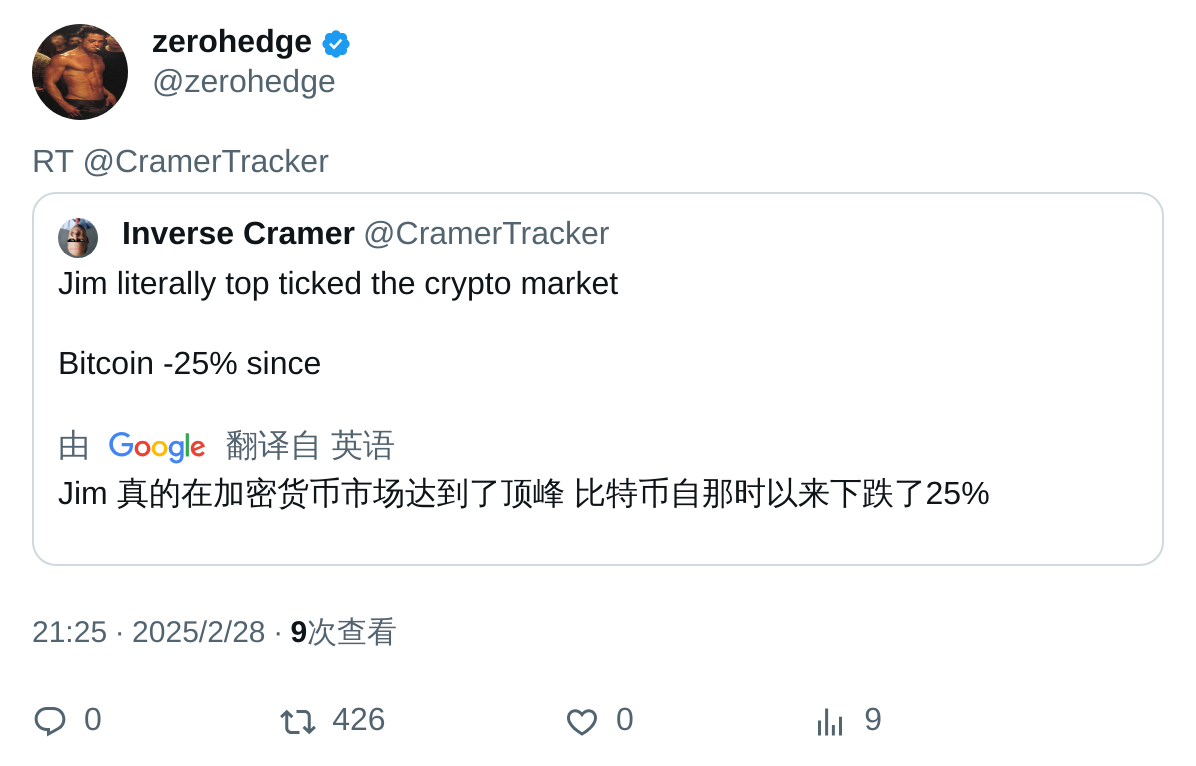 zerohedge
@zerohedge
RT @CramerTracker
Inverse Cramer @CramerTracker
Jim literally top ticked the crypto market
Bitcoin -25% since
由 Google 翻译自 英语
Jim 真的在加密货币市场达到了顶峰 比特币自那时以来下跌了25%
21:25 · 2025/2/28 · 9次查看
0 426 0 9